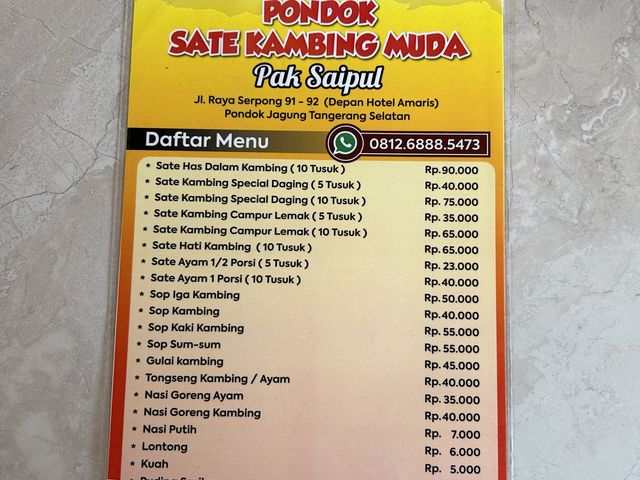 PONDOK
SATE KAMBING MUDA
Pak Saipul
Jl. Raya Serpong 91 - 92 (Depan Hotel Amaris)
Pondok Jagung Tangerang Selatan
Daftar Menu 0812.6888.5473
* Sate Has Dalam Kambing ( 10 Tusuk ) Rp.90.000
* Sate Kambing Special Daging ( 5 Tusuk ) Rp.40.000
* Sate Kambing Special Daging ( 10 Tusuk ) Rp. 75.000
* Sate Kambing Campur Lemak ( 5 Tusuk ) Rp.35.000
* Sate Kambing Campur Lemak ( 10 Tusuk ) Rp.65.000
* Sate Hati Kambing ( 10 Tusuk ) Rp.65.000
* Sate Ayam 1/2 Porsi ( 5 Tusuk ) Rp. 23.000
* Sate Ayam 1 Porsi ( 10 Tusuk ) Rp.40.000
* Sop Iga Kambing Rp.50.000
* Sop Kambing Rp.40.000
* Sop Kaki Kambing Rp.55.000
* Sop Sum-sum Rp.55.000
* Gulai kambing Rp.45.000
* Tongseng Kambing / Ayam Rp.40.000
* Nasi Goreng Ayam Rp.35.000
* Nasi Goreng Kambing Rp.40.000
* Nasi Putih Rp. 7.000
* Lontong Rp. 6.000
* Kuah Rp. 5.000
* Puding